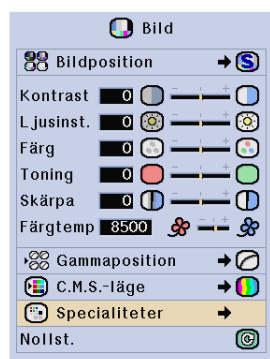 Bild
Bildposition S
Kontrast 0
Ljusinst. 0
Färg 0
Toning 0
Skärpa 0
Färgtemp 8500
Gammaposition
C.M.S.-läge
Specialiteter
Nollst.